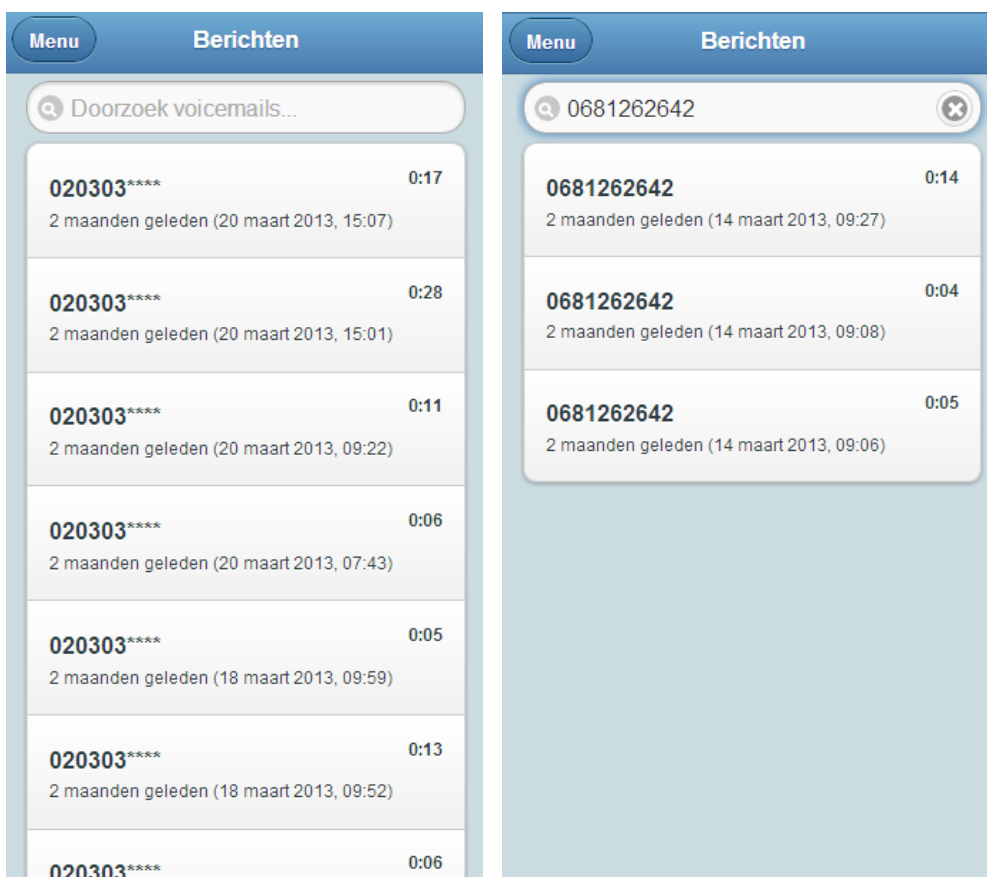 Menu
Berichten
Doorzoek voicemails...
020303****
0:17
2 maanden geleden (20 maart 2013, 15:07)
020303****
0:28
2 maanden geleden (20 maart 2013, 15:01)
020303****
0:11
2 maanden geleden (20 maart 2013, 09:22)
020303****
0:06
2 maanden geleden (20 maart 2013, 07:43)
020303****
0:05
2 maanden geleden (18 maart 2013, 09:59)
020303****
0:13
2 maanden geleden (18 maart 2013, 09:52)
020303****
0:06
Menu
Berichten
0681262642
0681262642
0:14
2 maanden geleden (14 maart 2013, 09:27)
0681262642
0:04
2 maanden geleden (14 maart 2013, 09:08)
0681262642
0:05
2 maanden geleden (14 maart 2013, 09:06)